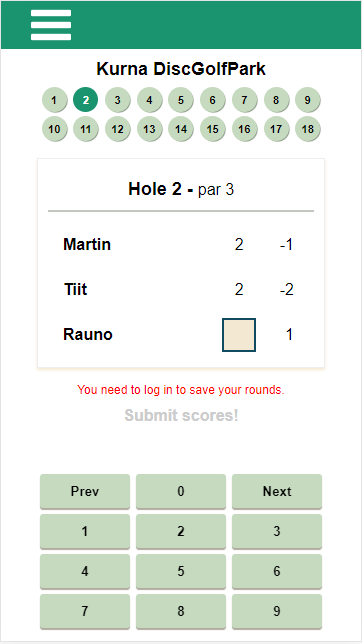 Kurna DiscGolfPark
1 2 3 4 5 6 7 8 9
10 11 12 13 14 15 16 17 18
Hole 2 - par 3
Martin 2 -1
Tiit 2 -2
Rauno 1
You need to log in to save your rounds.
Submit scores!
Prev 0 Next
1 2 3
4 5 6
7 8 9